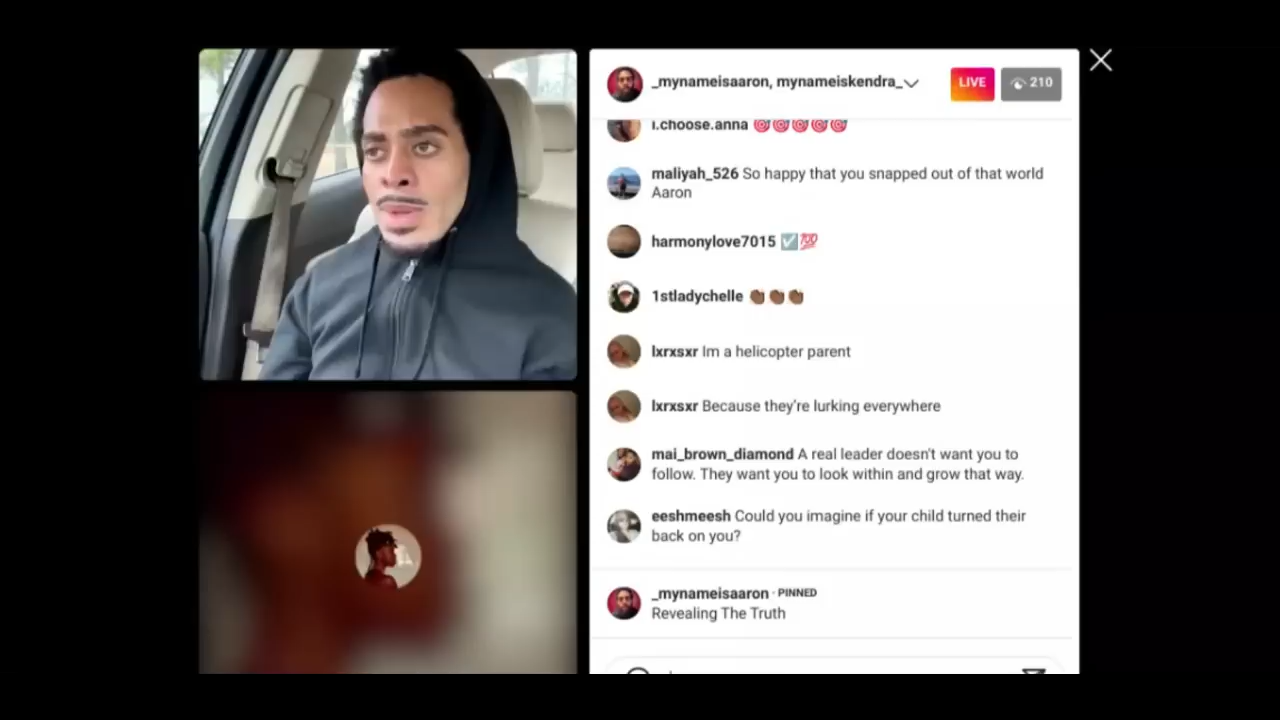 _mynameisaaron, mynameiskendra_
LIVE
210
i.choose.anna 🎯🎯🎯🎯🎯
maliyah_526 So happy that you snapped out of that world
Aaron
harmonylove7015 ☑️💯
1stladychelle 👏🏾👏🏾👏🏾
lxrxsxr Im a helicopter parent
lxrxsxr Because they're lurking everywhere
mai_brown_diamond A real leader doesn't want you to
follow. They want you to look within and grow that way.
eeshmeesh Could you imagine if your child turned their
back on you?
_mynameisaaron · PINNED
Revealing The Truth